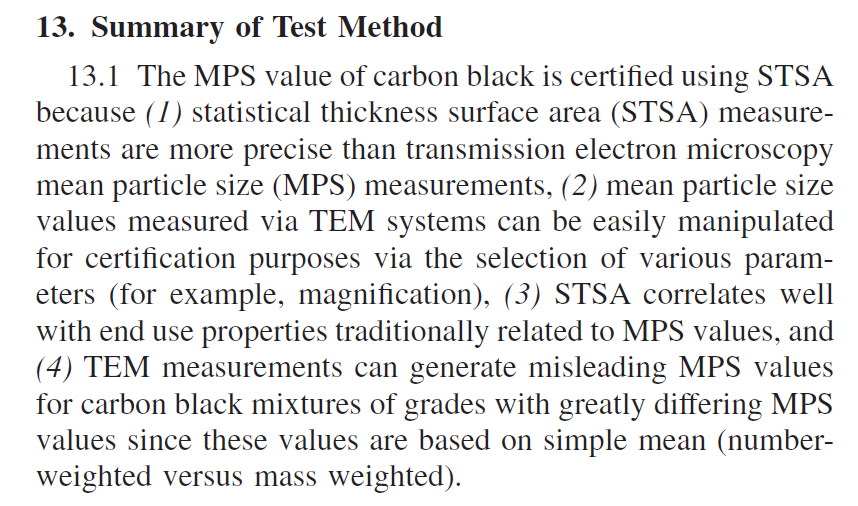 13. Summary of Test Method
13.1 The MPS value of carbon black is certified using STSA
because (1) statistical thickness surface area (STSA) measure-
ments are more precise than transmission electron microscopy
mean particle size (MPS) measurements, (2) mean particle size
values measured via TEM systems can be easily manipulated
for certification purposes via the selection of various param-
eters (for example, magnification), (3) STSA correlates well
with end use properties traditionally related to MPS values, and
(4) TEM measurements can generate misleading MPS values
for carbon black mixtures of grades with greatly differing MPS
values since these values are based on simple mean (number-
weighted versus mass weighted).